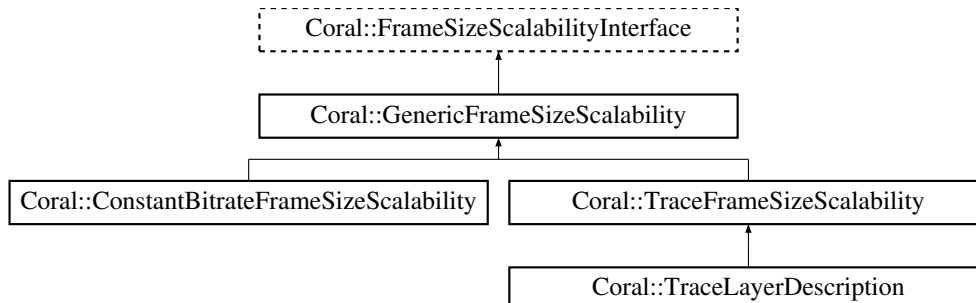 Coral::FrameSizeScalabilityInterface
Coral::GenericFrameSizeScalability
Coral::ConstantBitrateFrameSizeScalability
Coral::TraceFrameSizeScalability
Coral::TraceLayerDescription